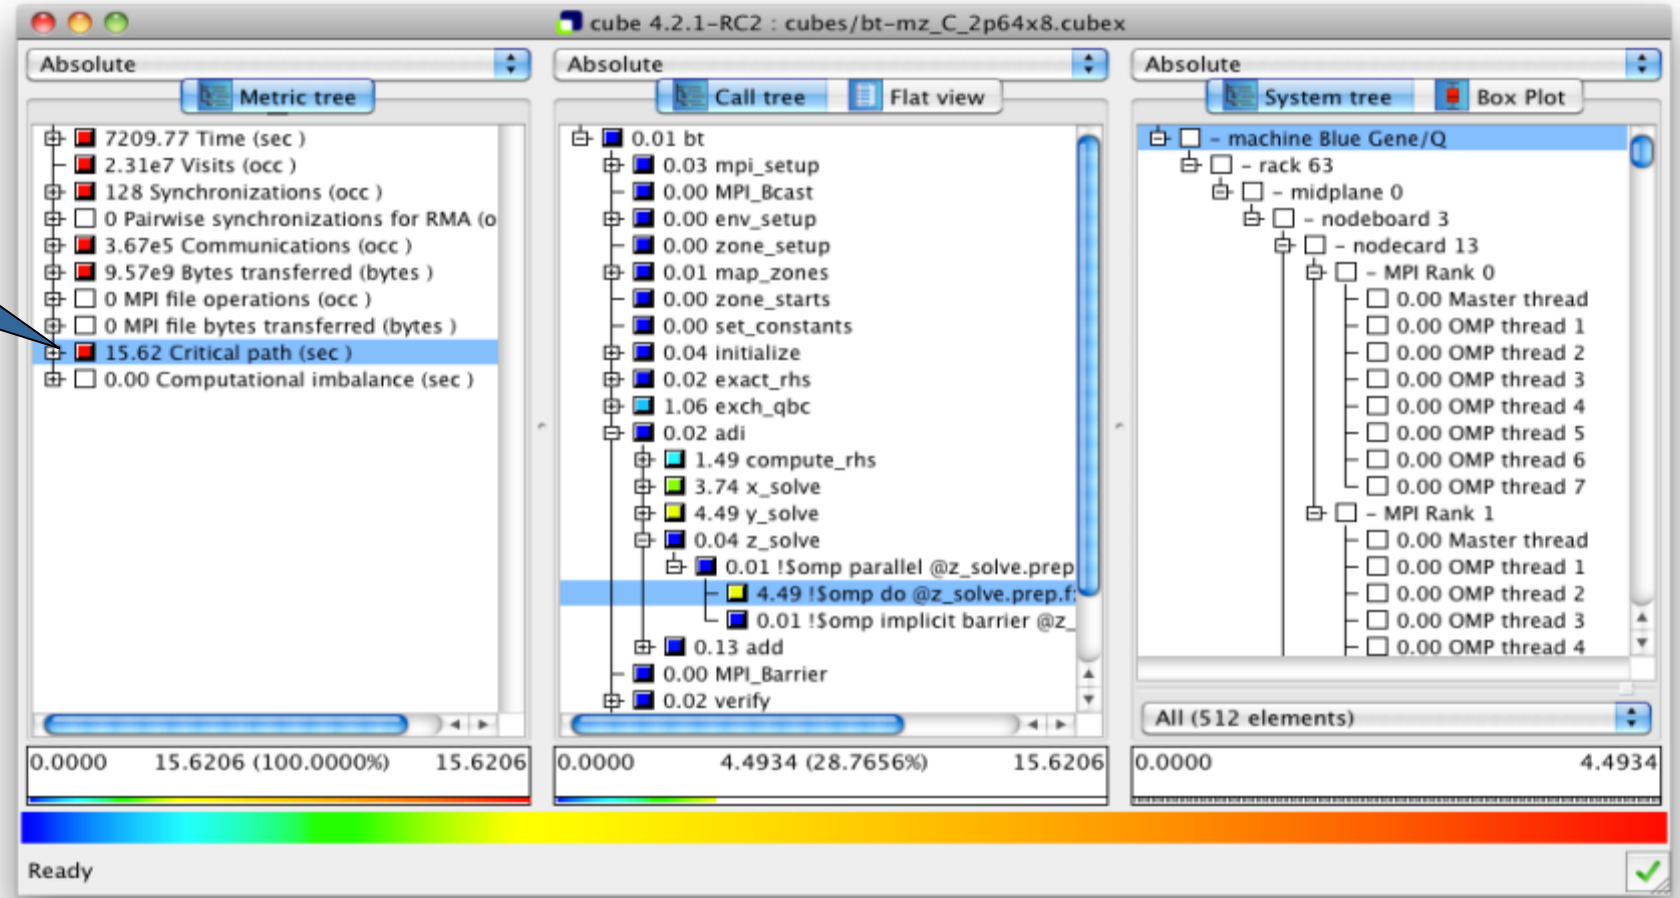 cube 4.2.1-RC2 : cubes/bt-mz_C_2p64x8.cubex
Absolute
Metric tree
7209.77 Time (sec )
2.31e7 Visits (occ )
128 Synchronizations (occ )
0 Pairwise synchronizations for RMA (o
3.67e5 Communications (occ )
9.57e9 Bytes transferred (bytes )
0 MPI file operations (occ )
0 MPI file bytes transferred (bytes )
15.62 Critical path (sec )
0.00 Computational imbalance (sec )
0.0000 15.6206 (100.0000%) 15.6206
Absolute
Call tree Flat view
0.01 bt
0.03 mpi_setup
0.00 MPI_Bcast
0.00 env_setup
0.00 zone_setup
0.01 map_zones
0.00 zone_starts
0.00 set_constants
0.04 initialize
0.02 exact_rhs
1.06 exch_qbc
0.02 adi
1.49 compute_rhs
3.74 x_solve
4.49 y_solve
0.04 z_solve
0.01 !$omp parallel @z_solve.prep
4.49 !$omp do @z_solve.prep.f:
0.01 !$omp implicit barrier @z_
0.13 add
0.00 MPI_Barrier
0.02 verify
0.0000 4.4934 (28.7656%) 15.6206
Absolute
System tree Box Plot
- machine Blue Gene/Q
- rack 63
- midplane 0
- nodeboard 3
- nodecard 13
- MPI Rank 0
0.00 Master thread
0.00 OMP thread 1
0.00 OMP thread 2
0.00 OMP thread 3
0.00 OMP thread 4
0.00 OMP thread 5
0.00 OMP thread 6
0.00 OMP thread 7
- MPI Rank 1
0.00 Master thread
0.00 OMP thread 1
0.00 OMP thread 2
0.00 OMP thread 3
0.00 OMP thread 4
All (512 elements)
0.0000 4.4934
Ready